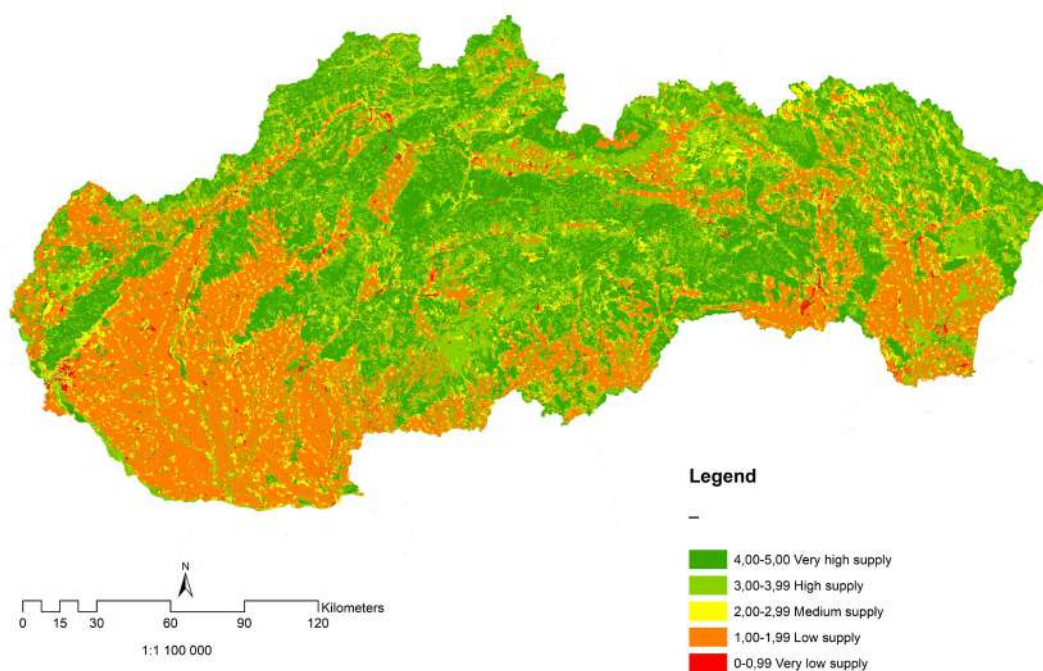 Legend
4,00-5,00 Very high supply
3,00-3,99 High supply
2,00-2,99 Medium supply
1,00-1,99 Low supply
0-0,99 Very low supply
N
Kilometers
0 15 30 60 90 120
1:1 100 000